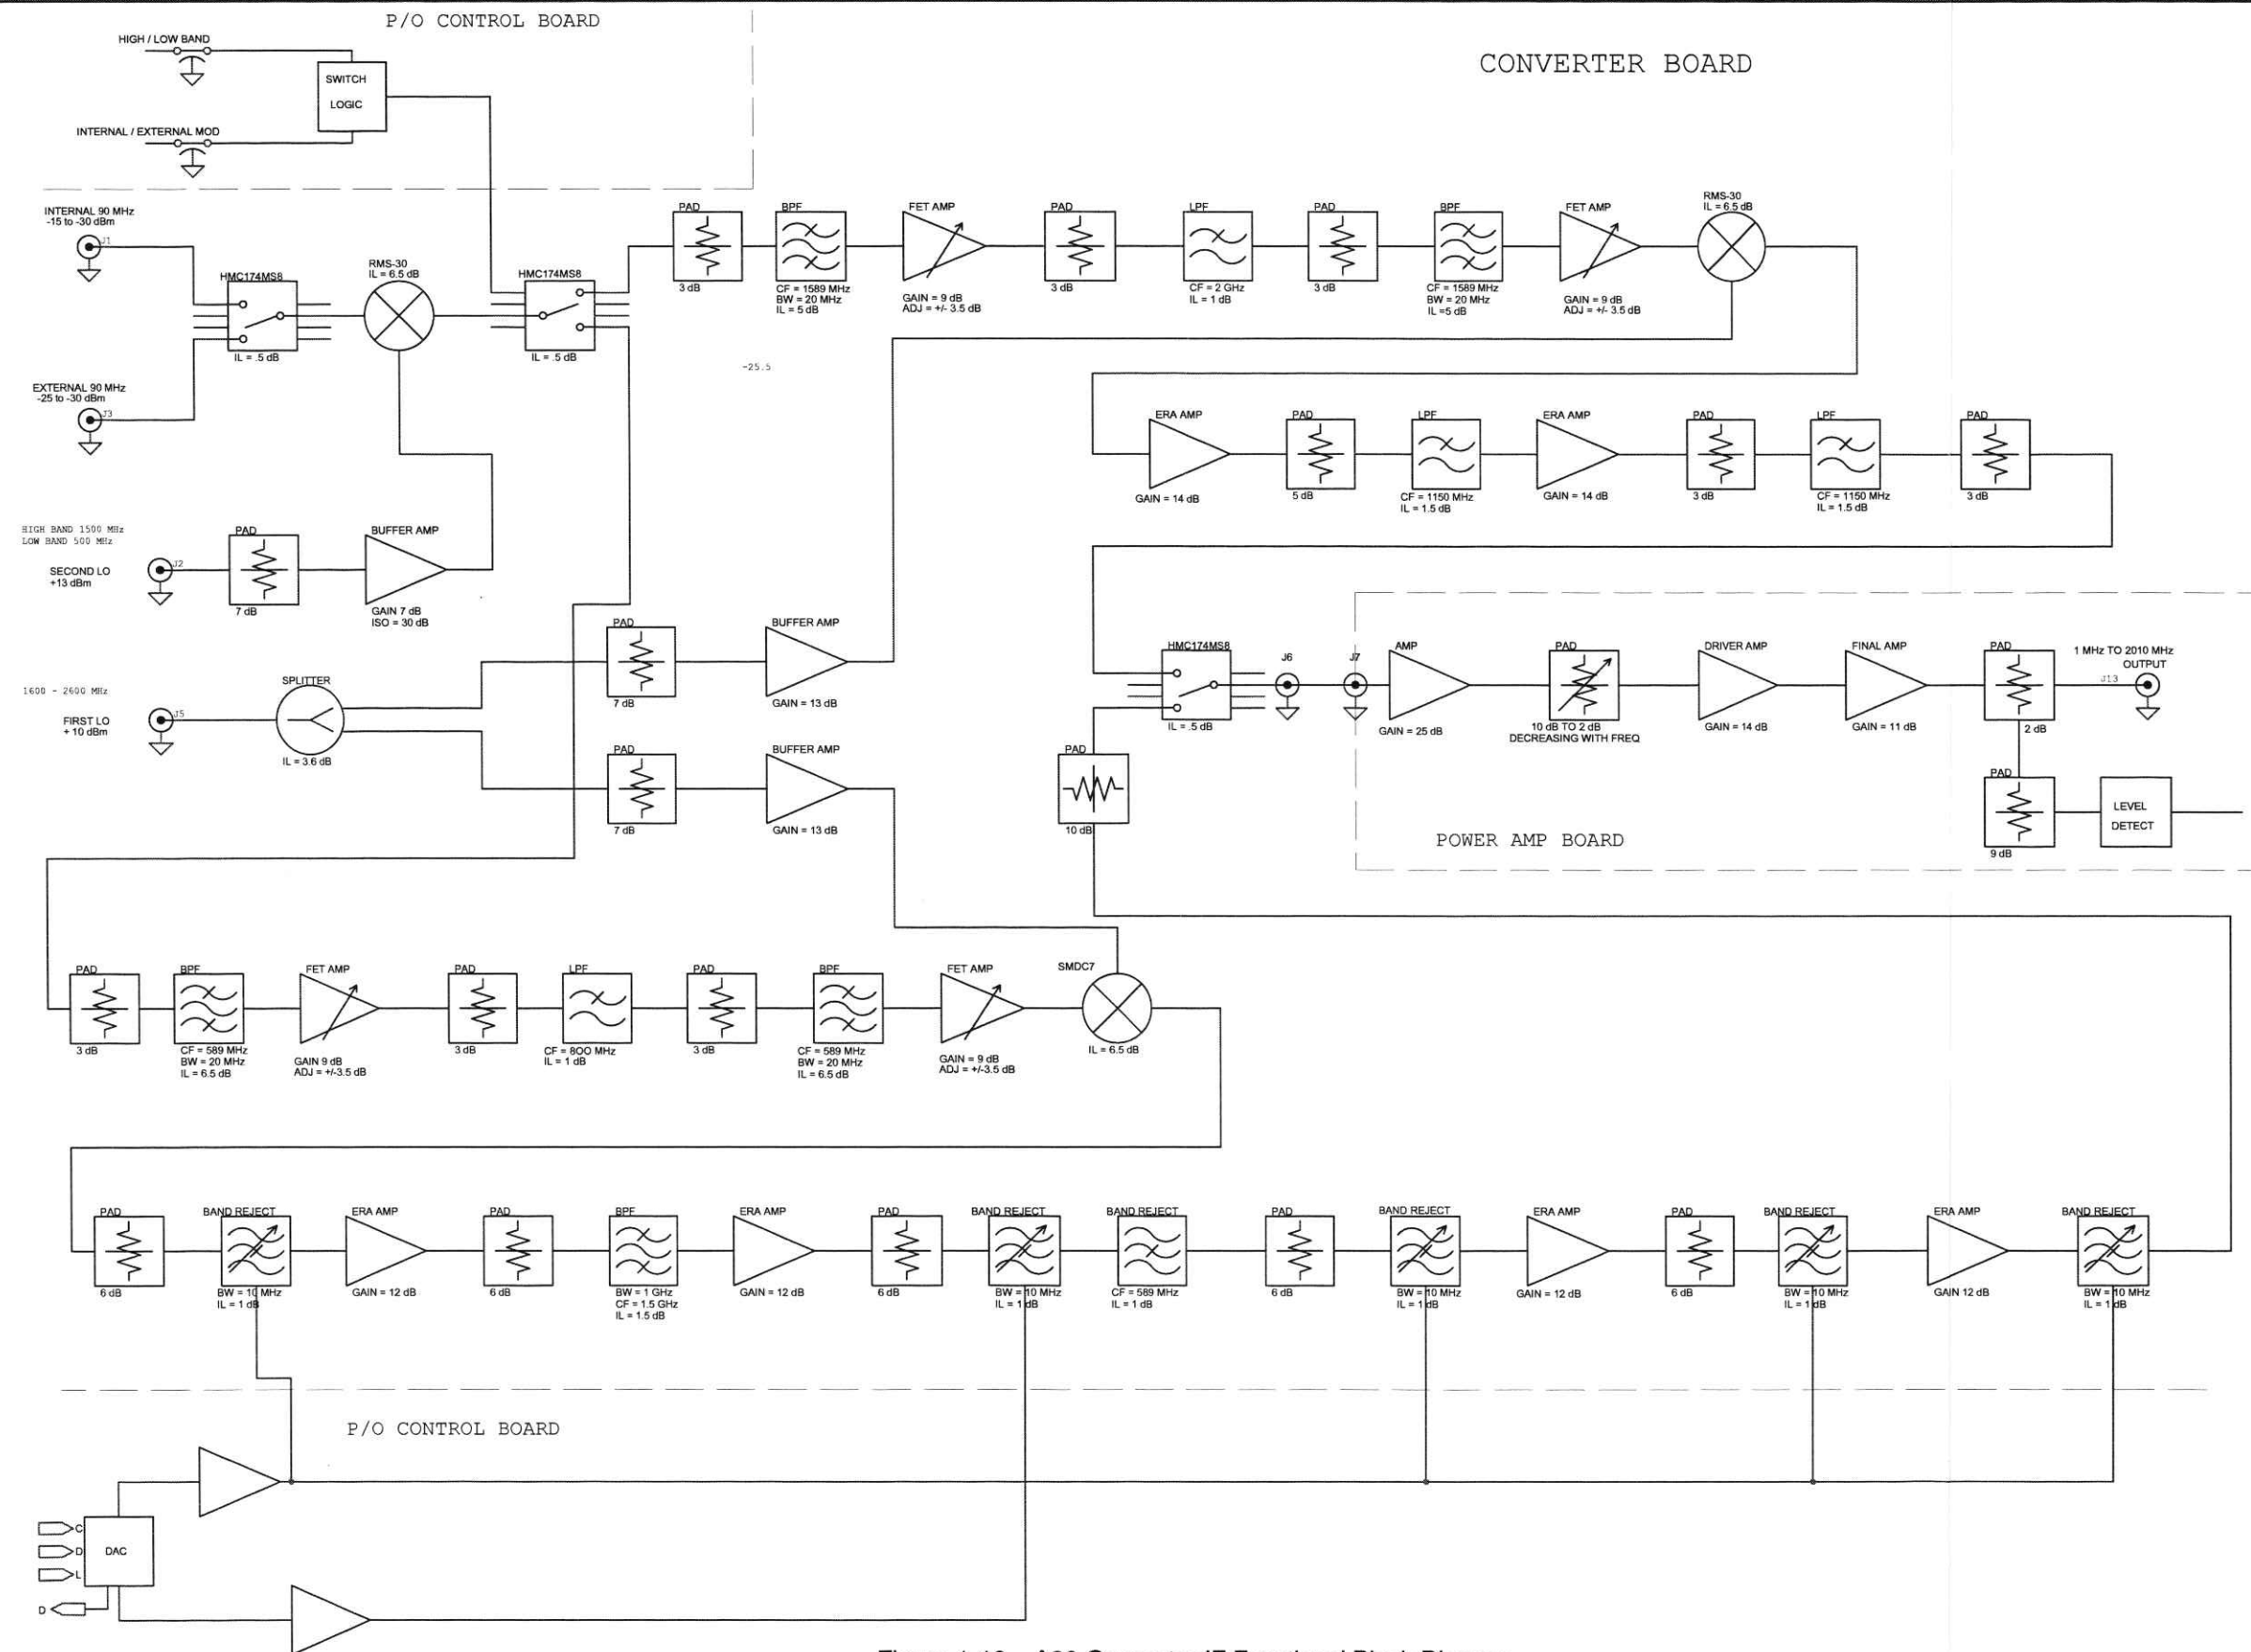 P/O CONTROL BOARD
CONVERTER BOARD
HIGH / LOW BAND
SWITCH
LOGIC
INTERNAL / EXTERNAL MOD
INTERNAL 90 MHz
-15 to -30 dBm
J1
HMC174MS8
IL = .5 dB
RMS-30
IL = 6.5 dB
HMC174MS8
IL = .5 dB
PAD
3 dB
BPF
CF = 1589 MHz
BW = 20 MHz
IL = 5 dB
FET AMP
GAIN = 9 dB
ADJ = +/- 3.5 dB
PAD
3 dB
LPF
CF = 2 GHz
IL = 1 dB
PAD
3 dB
BPF
CF = 1589 MHz
BW = 20 MHz
IL =5 dB
FET AMP
GAIN = 9 dB
ADJ = +/- 3.5 dB
RMS-30
IL = 6.5 dB
-25.5
EXTERNAL 90 MHz
-25 to -30 dBm
J3
ERA AMP
GAIN = 14 dB
PAD
5 dB
LPF
CF = 1150 MHz
IL = 1.5 dB
ERA AMP
GAIN = 14 dB
PAD
3 dB
LPF
CF = 1150 MHz
IL = 1.5 dB
PAD
3 dB
HIGH BAND 1500 MHz
LOW BAND 500 MHz
SECOND LO
+13 dBm
J2
PAD
7 dB
BUFFER AMP
GAIN 7 dB
ISO = 30 dB
1600 - 2600 MHz
FIRST LO
+ 10 dBm
J5
SPLITTER
IL = 3.6 dB
PAD
7 dB
BUFFER AMP
GAIN = 13 dB
PAD
7 dB
BUFFER AMP
GAIN = 13 dB
HMC174MS8
IL = .5 dB
J6
J7
AMP
GAIN = 25 dB
PAD
10 dB TO 2 dB
DECREASING WITH FREQ
DRIVER AMP
GAIN = 14 dB
FINAL AMP
GAIN = 11 dB
PAD
2 dB
1 MHz TO 2010 MHz
OUTPUT
J13
PAD
10 dB
PAD
9 dB
LEVEL
DETECT
POWER AMP BOARD
PAD
3 dB
BPF
CF = 589 MHz
BW = 20 MHz
IL = 6.5 dB
FET AMP
GAIN 9 dB
ADJ = +/-3.5 dB
PAD
3 dB
LPF
CF = 800 MHz
IL = 1 dB
PAD
3 dB
BPF
CF = 589 MHz
BW = 20 MHz
IL = 6.5 dB
FET AMP
GAIN = 9 dB
ADJ = +/-3.5 dB
SMDC7
IL = 6.5 dB
PAD
6 dB
BAND REJECT
BW = 10 MHz
IL = 1 dB
ERA AMP
GAIN = 12 dB
PAD
6 dB
BPF
BW = 1 GHz
CF = 1.5 GHz
IL = 1.5 dB
ERA AMP
GAIN = 12 dB
PAD
6 dB
BAND REJECT
BW = 10 MHz
IL = 1 dB
BAND REJECT
CF = 589 MHz
IL = 1 dB
PAD
6 dB
BAND REJECT
BW = 10 MHz
IL = 1 dB
ERA AMP
GAIN = 12 dB
PAD
6 dB
BAND REJECT
BW = 10 MHz
IL = 1 dB
ERA AMP
GAIN 12 dB
BAND REJECT
BW = 10 MHz
IL = 1 dB
P/O CONTROL BOARD
C
D
L
DAC
D